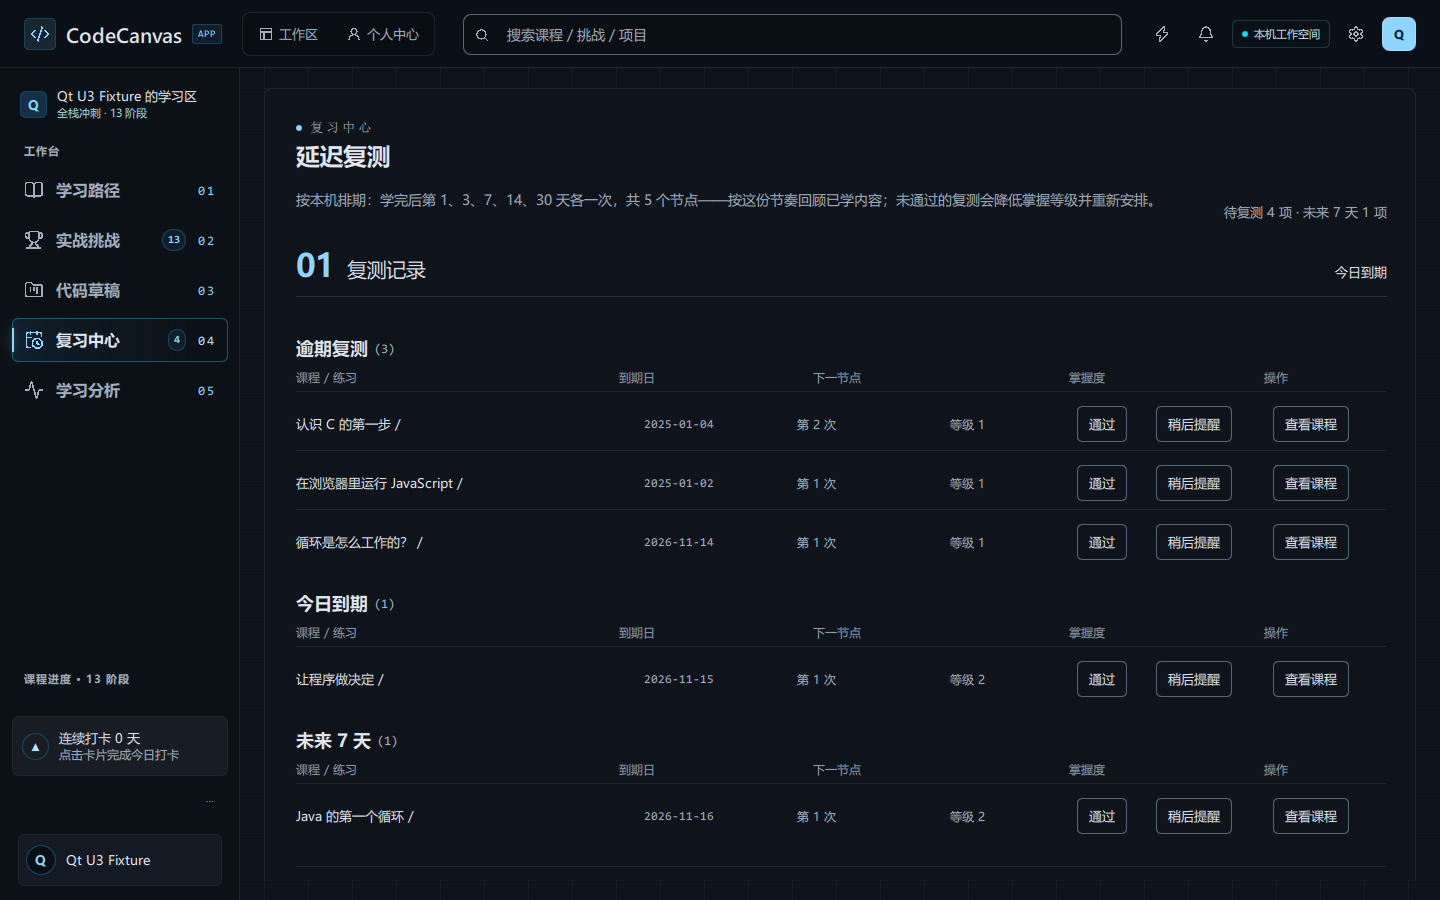 CodeCanvas APP
工作区
个人中心
搜索课程 / 挑战 / 项目
本机工作空间
Q
Q
Qt U3 Fixture 的学习区
全栈冲刺 · 13 阶段
工作台
学习路径 01
实战挑战 13 02
代码草稿 03
复习中心 4 04
学习分析 05
课程进度 • 13 阶段
连续打卡 0 天
点击卡片完成今日打卡
...
Q Qt U3 Fixture
复习中心
延迟复测
按本机排期：学完后第 1、3、7、14、30 天各一次，共 5 个节点——按这份节奏回顾已学内容；未通过的复测会降低掌握等级并重新安排。
待复测 4 项 · 未来 7 天 1 项
01 复测记录
今日到期
逾期复测 (3)
课程 / 练习 到期日 下一节点 掌握度 操作
认识 C 的第一步 / 2025-01-04 第 2 次 等级 1 通过 稍后提醒 查看课程
在浏览器里运行 JavaScript / 2025-01-02 第 1 次 等级 1 通过 稍后提醒 查看课程
循环是怎么工作的？ / 2026-11-14 第 1 次 等级 1 通过 稍后提醒 查看课程
今日到期 (1)
课程 / 练习 到期日 下一节点 掌握度 操作
让程序做决定 / 2026-11-15 第 1 次 等级 2 通过 稍后提醒 查看课程
未来 7 天 (1)
课程 / 练习 到期日 下一节点 掌握度 操作
Java 的第一个循环 / 2026-11-16 第 1 次 等级 2 通过 稍后提醒 查看课程